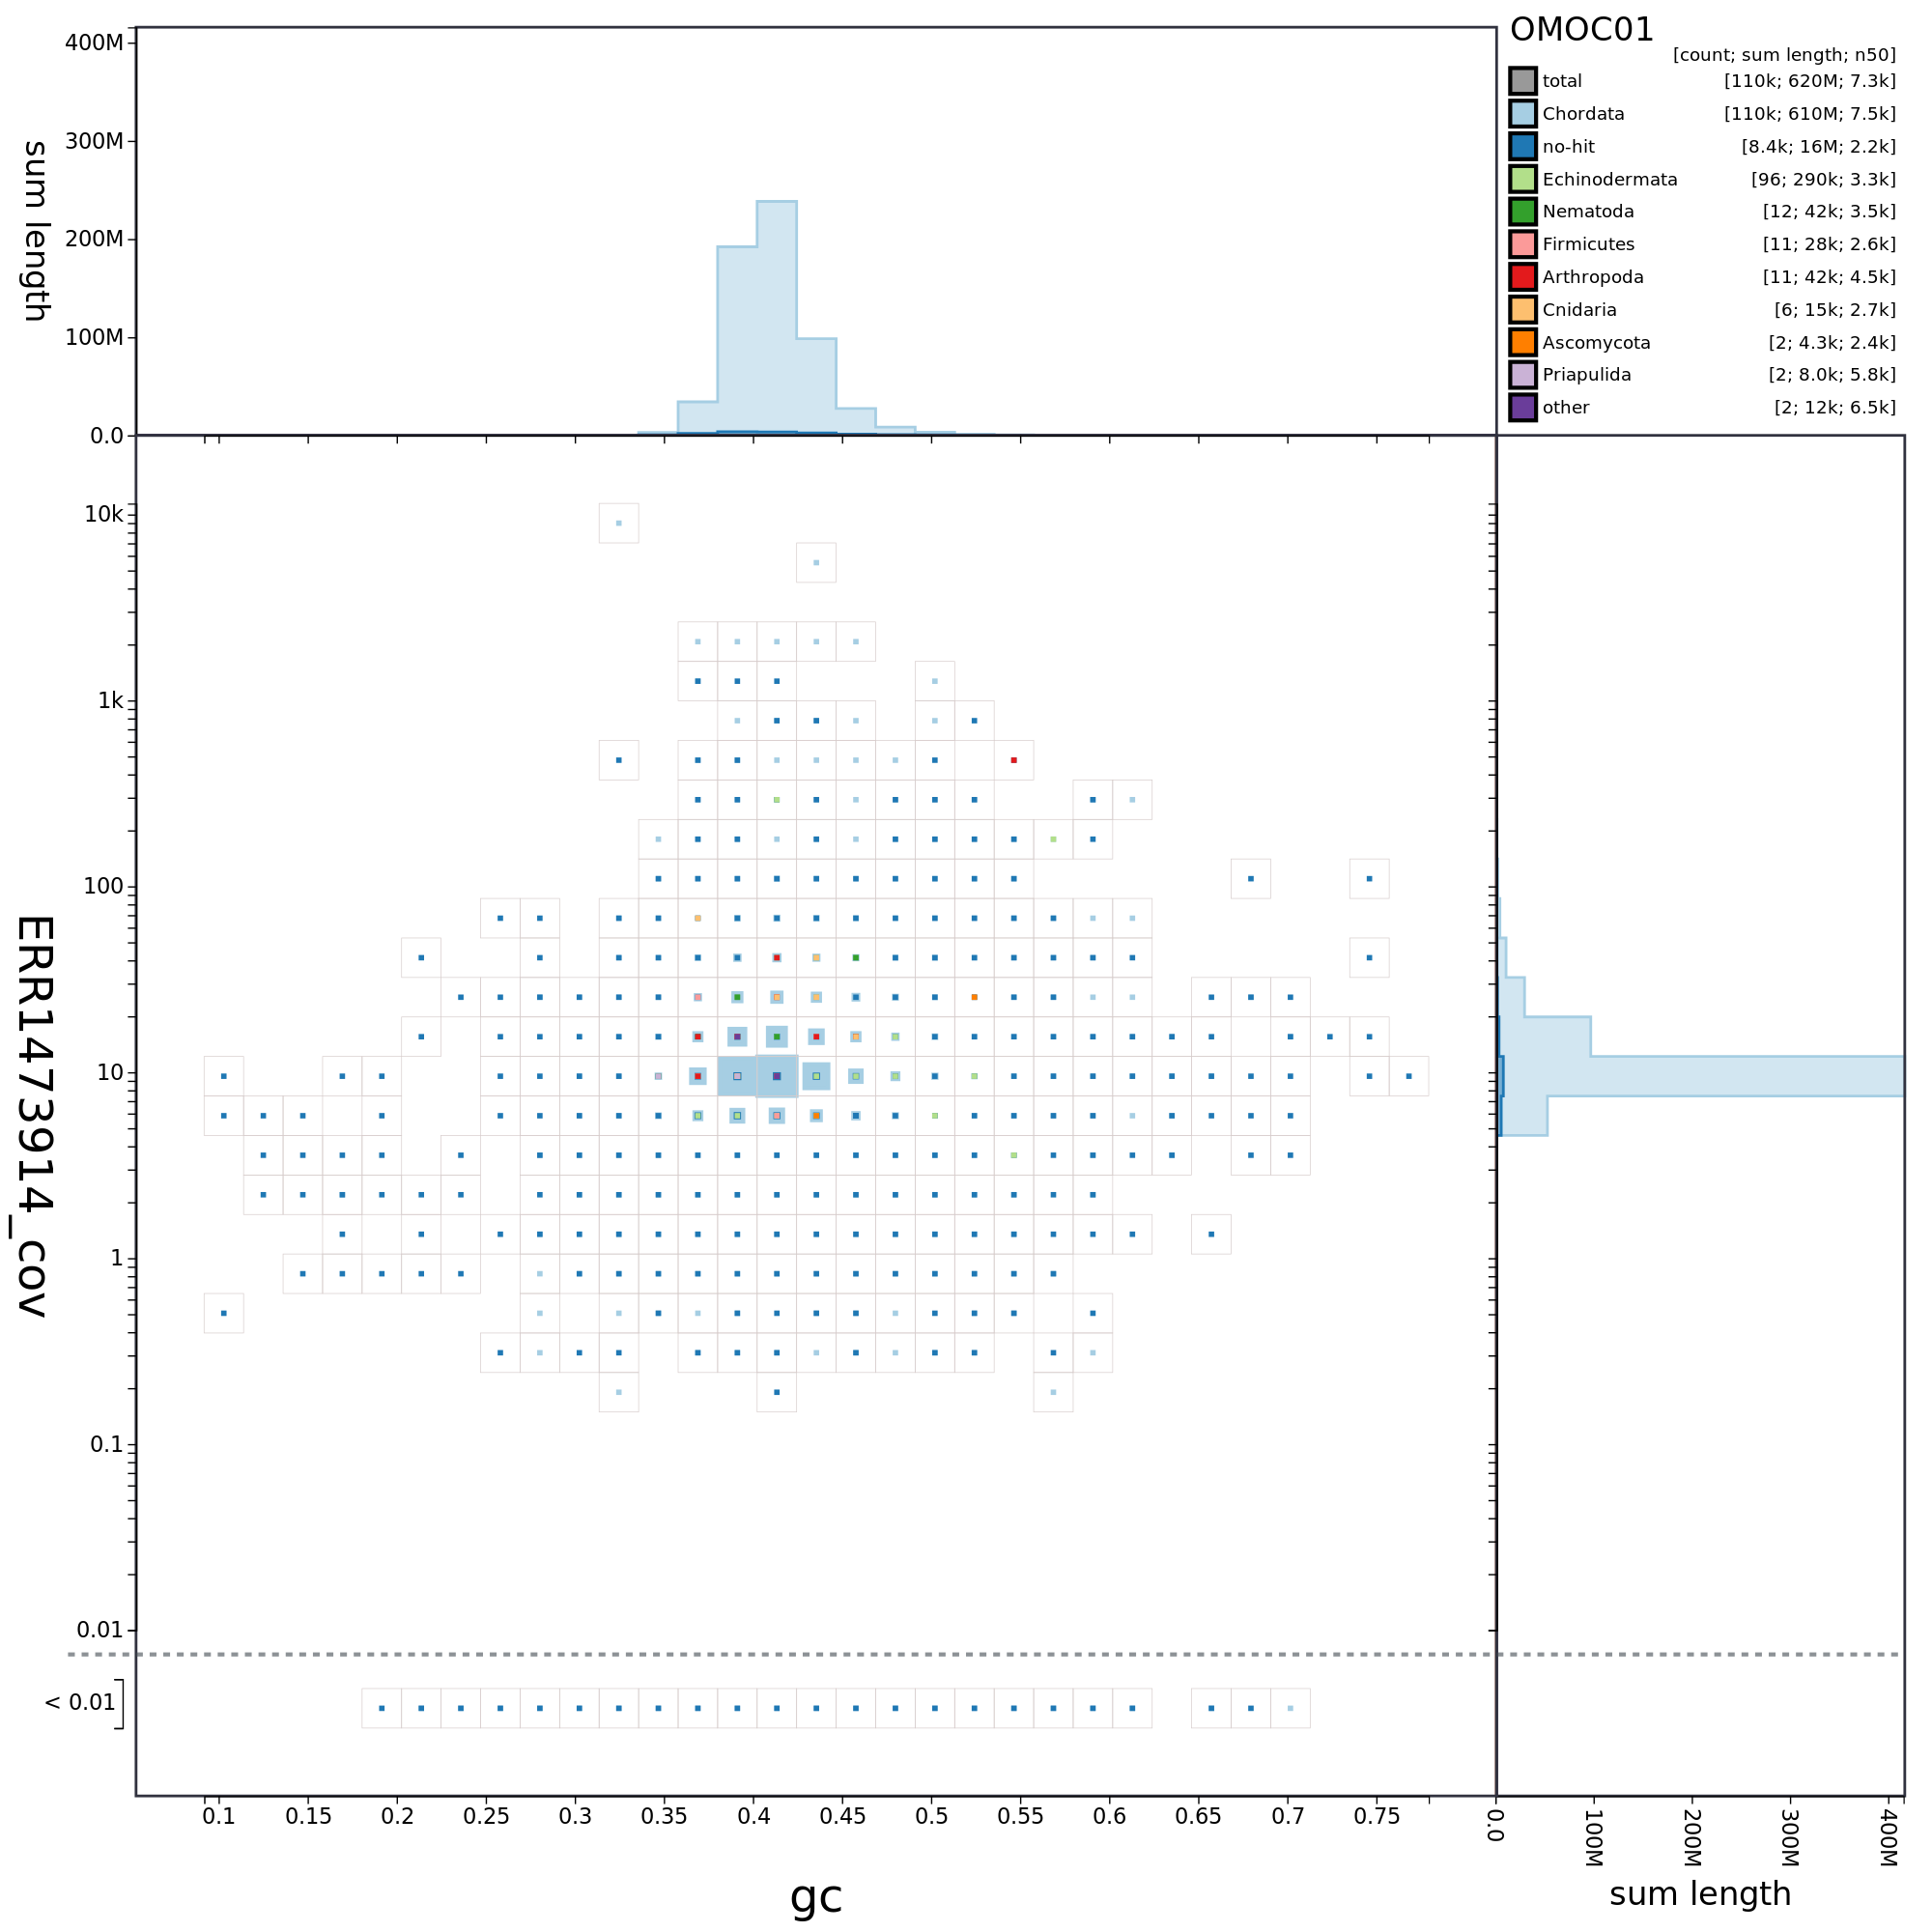 OMOC01
[count; sum length; n50]
total [110k; 620M; 7.3k]
Chordata [110k; 610M; 7.5k]
no-hit [8.4k; 16M; 2.2k]
Echinodermata [96; 290k; 3.3k]
Nematoda [12; 42k; 3.5k]
Firmicutes [11; 28k; 2.6k]
Arthropoda [11; 42k; 4.5k]
Cnidaria [6; 15k; 2.7k]
Ascomycota [2; 4.3k; 2.4k]
Priapulida [2; 8.0k; 5.8k]
other [2; 12k; 6.5k]
sum length
400M
300M
200M
100M
0.0
ERR1473914_cov
10k
1k
100
10
1
0.1
0.01
< 0.01
0.1 0.15 0.2 0.25 0.3 0.35 0.4 0.45 0.5 0.55 0.6 0.65 0.7 0.75
gc
0.0 100M 200M 300M 400M
sum length